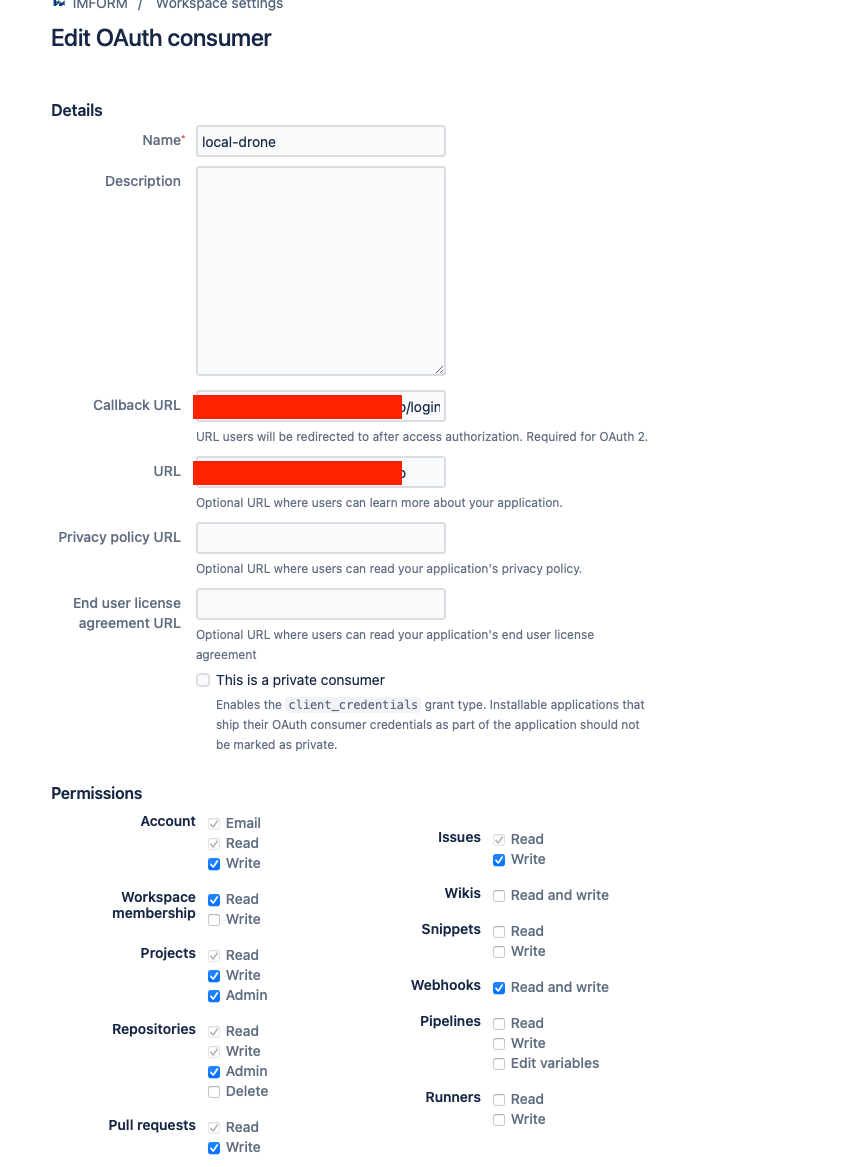 IMFORM / Workspace settings
Edit OAuth consumer
Details
Name*
local-drone
Description
Callback URL
/login
URL users will be redirected to after access authorization. Required for OAuth 2.
URL
Optional URL where users can learn more about your application.
Privacy policy URL
Optional URL where users can read your application's privacy policy.
End user license
agreement URL
Optional URL where users can read your application's end user license
agreement
This is a private consumer
Enables the client_credentials grant type. Installable applications that
ship their OAuth consumer credentials as part of the application should not
be marked as private.
Permissions
Account
Email
Read
Write
Workspace
membership
Read
Write
Projects
Read
Write
Admin
Repositories
Read
Write
Admin
Delete
Pull requests
Read
Write
Issues
Read
Write
Wikis
Read and write
Snippets
Read
Write
Webhooks
Read and write
Pipelines
Read
Write
Edit variables
Runners
Read
Write